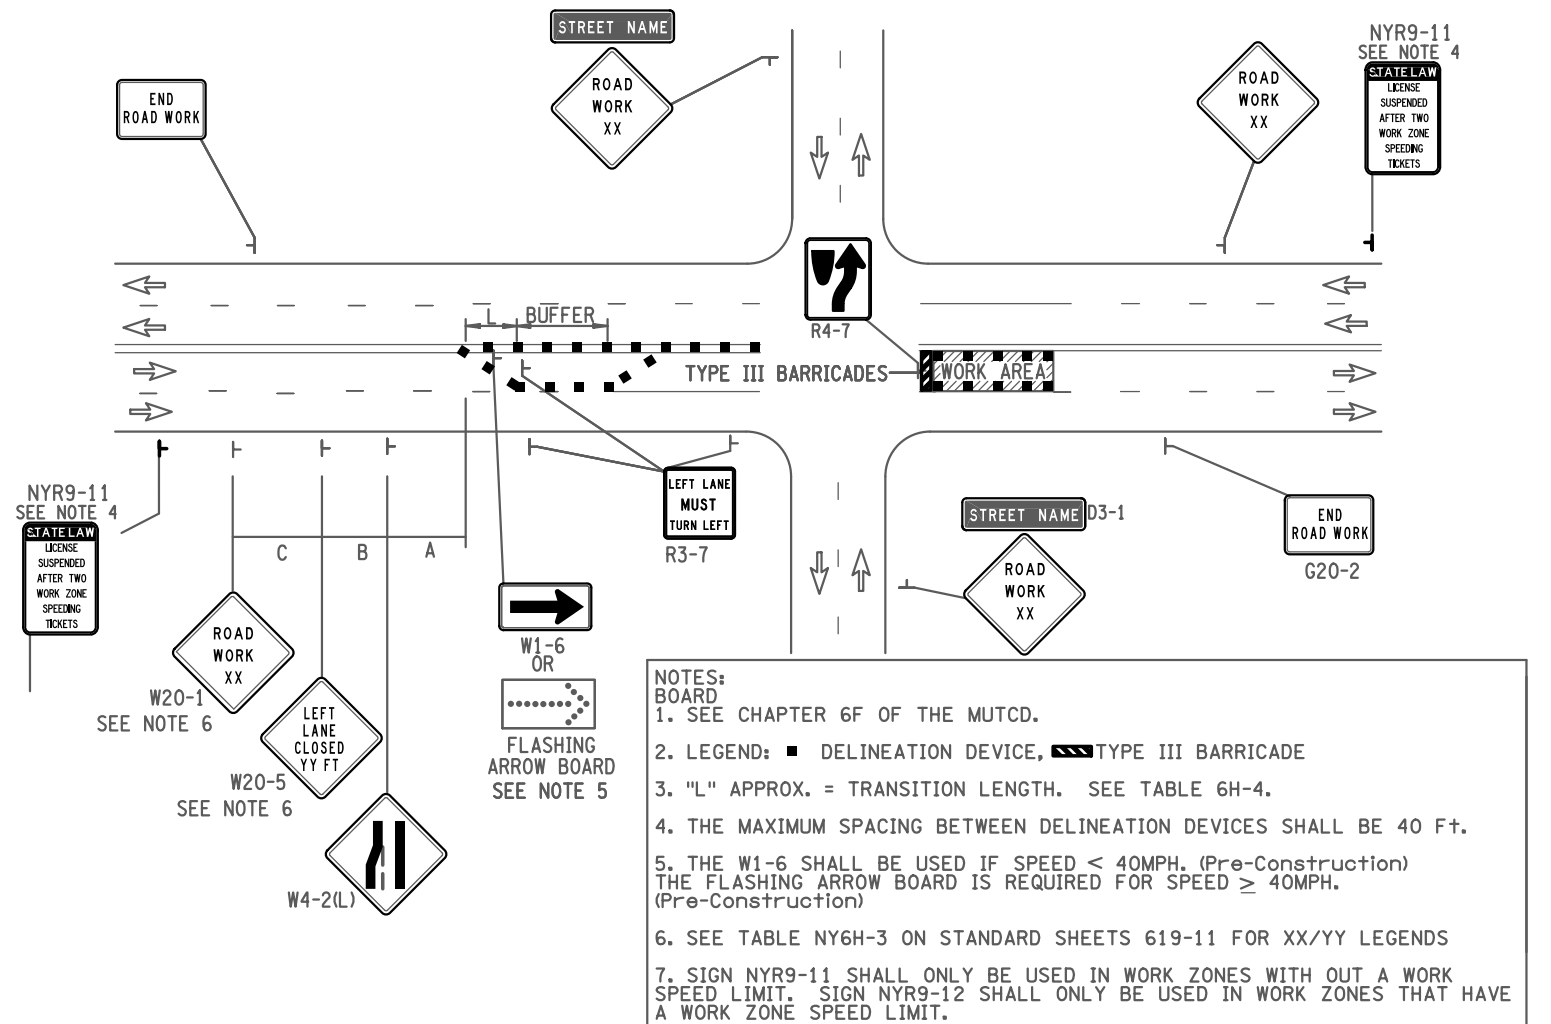 STREET NAME
ROAD
WORK
XX
END
ROAD WORK
ROAD
WORK
XX
NYR9-11
SEE NOTE 4
STATE LAW
LICENSE
SUSPENDED
AFTER TWO
WORK ZONE
SPEEDING
TICKETS
L
BUFFER
R4-7
TYPE III BARRICADES
WORK AREA
NYR9-11
SEE NOTE 4
STATE LAW
LICENSE
SUSPENDED
AFTER TWO
WORK ZONE
SPEEDING
TICKETS
C
B
A
LEFT LANE
MUST
TURN LEFT
R3-7
STREET NAME
D3-1
ROAD
WORK
XX
END
ROAD WORK
G20-2
ROAD
WORK
XX
W20-1
SEE NOTE 6
LEFT
LANE
CLOSED
YY FT
W20-5
SEE NOTE 6
W4-2(L)
W1-6
OR
FLASHING
ARROW BOARD
SEE NOTE 5
NOTES:
BOARD
1. SEE CHAPTER 6F OF THE MUTCD.
2. LEGEND: DELINEATION DEVICE, TYPE III BARRICADE
3. "L" APPROX. = TRANSITION LENGTH. SEE TABLE 6H-4.
4. THE MAXIMUM SPACING BETWEEN DELINEATION DEVICES SHALL BE 40 Ft.
5. THE W1-6 SHALL BE USED IF SPEED < 40MPH. (Pre-Construction)
THE FLASHING ARROW BOARD IS REQUIRED FOR SPEED ≥ 40MPH.
(Pre-Construction)
6. SEE TABLE NY6H-3 ON STANDARD SHEETS 619-11 FOR XX/YY LEGENDS
7. SIGN NYR9-11 SHALL ONLY BE USED IN WORK ZONES WITH OUT A WORK
SPEED LIMIT. SIGN NYR9-12 SHALL ONLY BE USED IN WORK ZONES THAT HAVE
A WORK ZONE SPEED LIMIT.